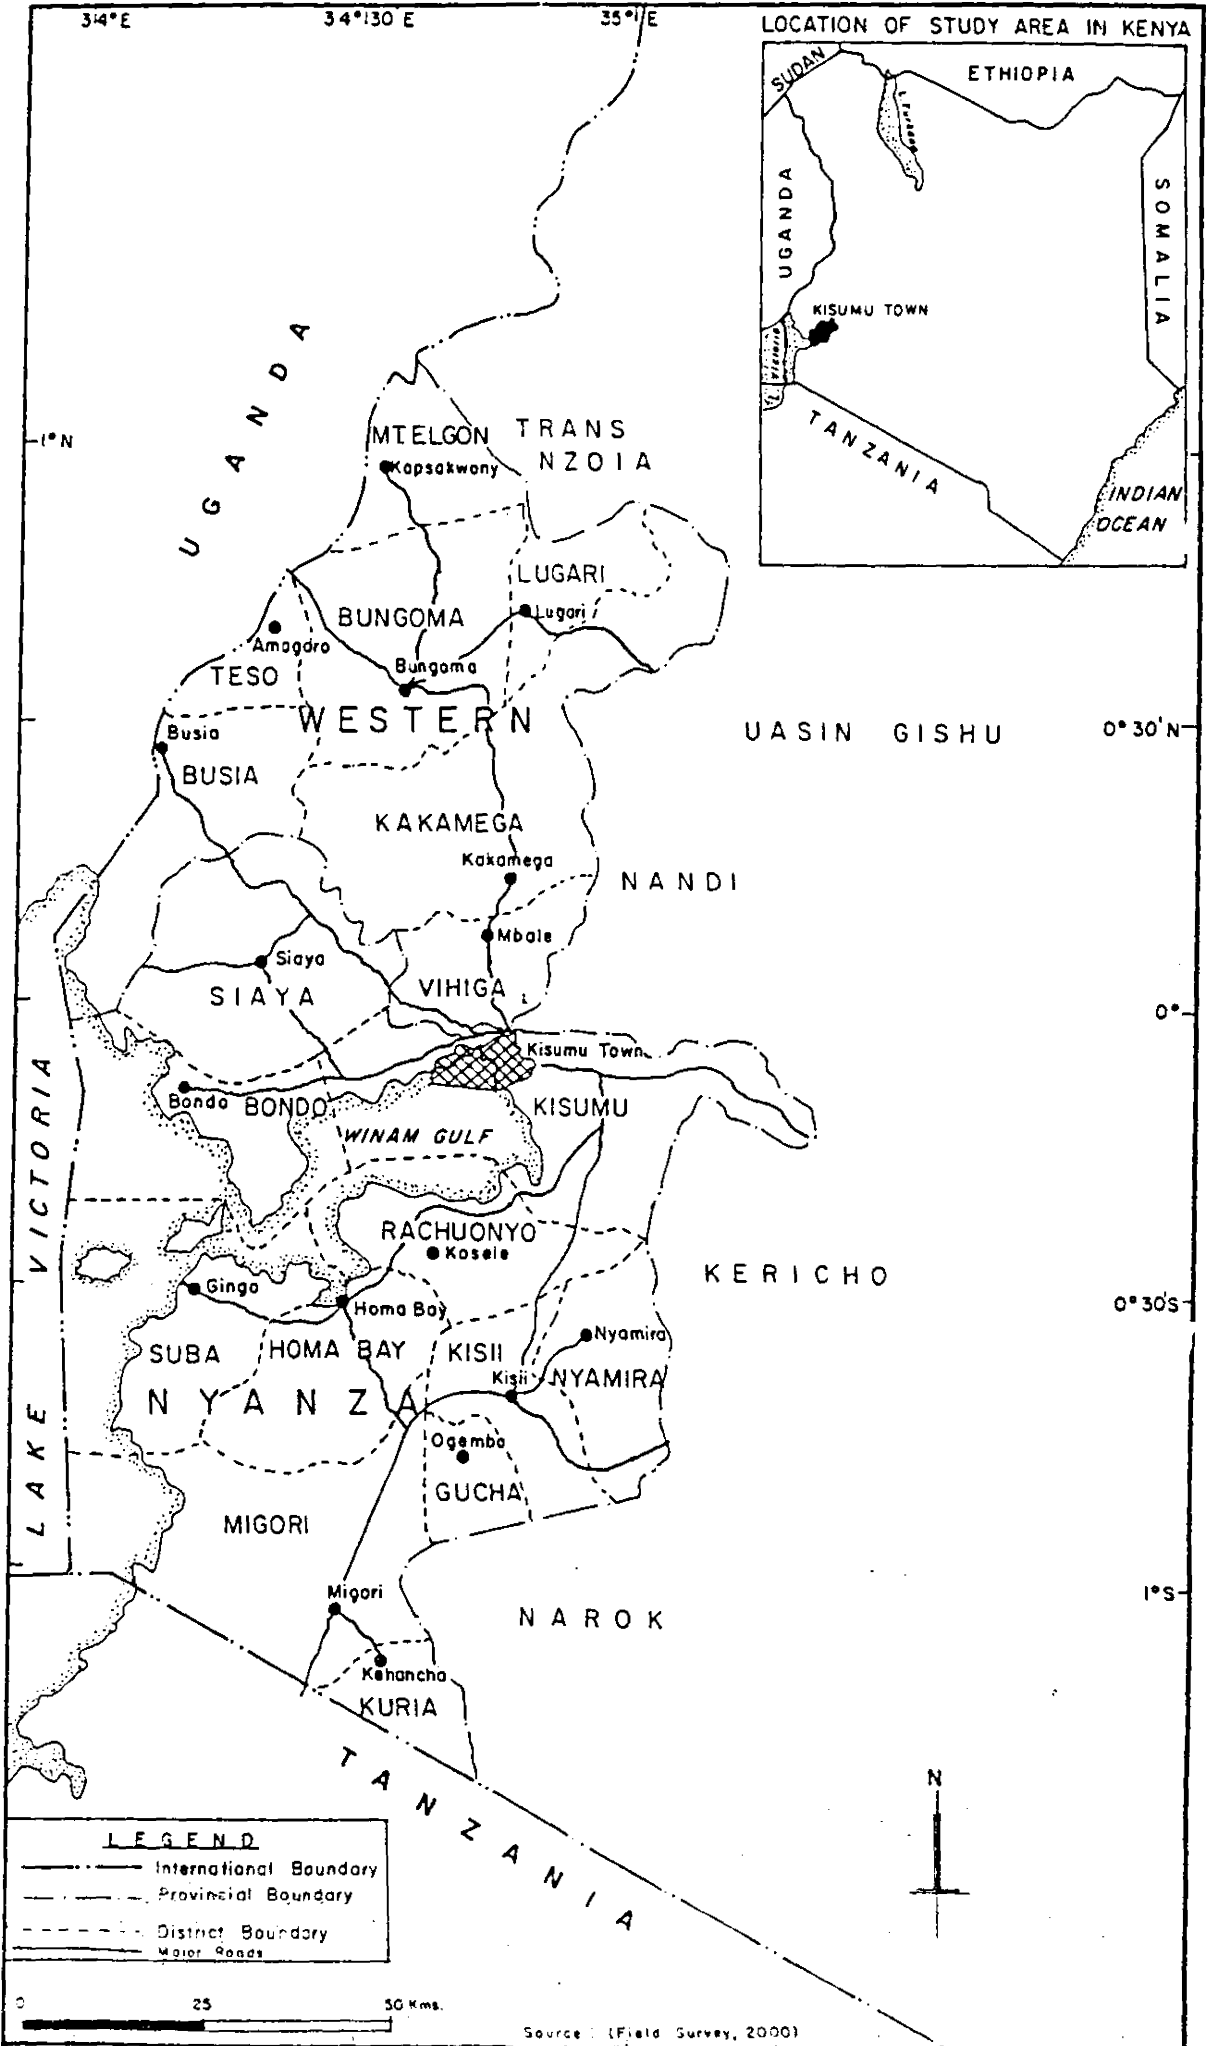 314°E 34°130'E 35°E
LOCATION OF STUDY AREA IN KENYA
SUDAN
ETHIOPIA
L. Turkana
UGANDA
SOMALIA
KISUMU TOWN
L. Victoria
TANZANIA
INDIAN
OCEAN
UGANDA
1°N
MT.ELGON
TRANS
NZOIA
Kapsakwony
LUGARI
Lugari
BUNGOMA
Amagoro
Bungoma
TESO
WESTERN
Busia
UASIN GISHU
0°30'N
BUSIA
KAKAMEGA
Kakamega
NANDI
Mbale
Siaya
VIHIGA
SIAYA
0°
Kisumu Town
Bondo
BONDO
KISUMU
WINAM GULF
LAKE VICTORIA
RACHUONYO
Kosele
KERICHO
Gingo
Homa Bay
0°30'S
Nyamira
SUBA
HOMA BAY
KISII
Kisii
NYAMIRA
NYANZA
Ogembo
GUCHA
MIGORI
Migori
1°S
NAROK
Kehancha
KURIA
TANZANIA
N
LEGEND
International Boundary
Provincial Boundary
District Boundary
Major Roads
0 25 50 Kms.
Source : (Field Survey, 2000)